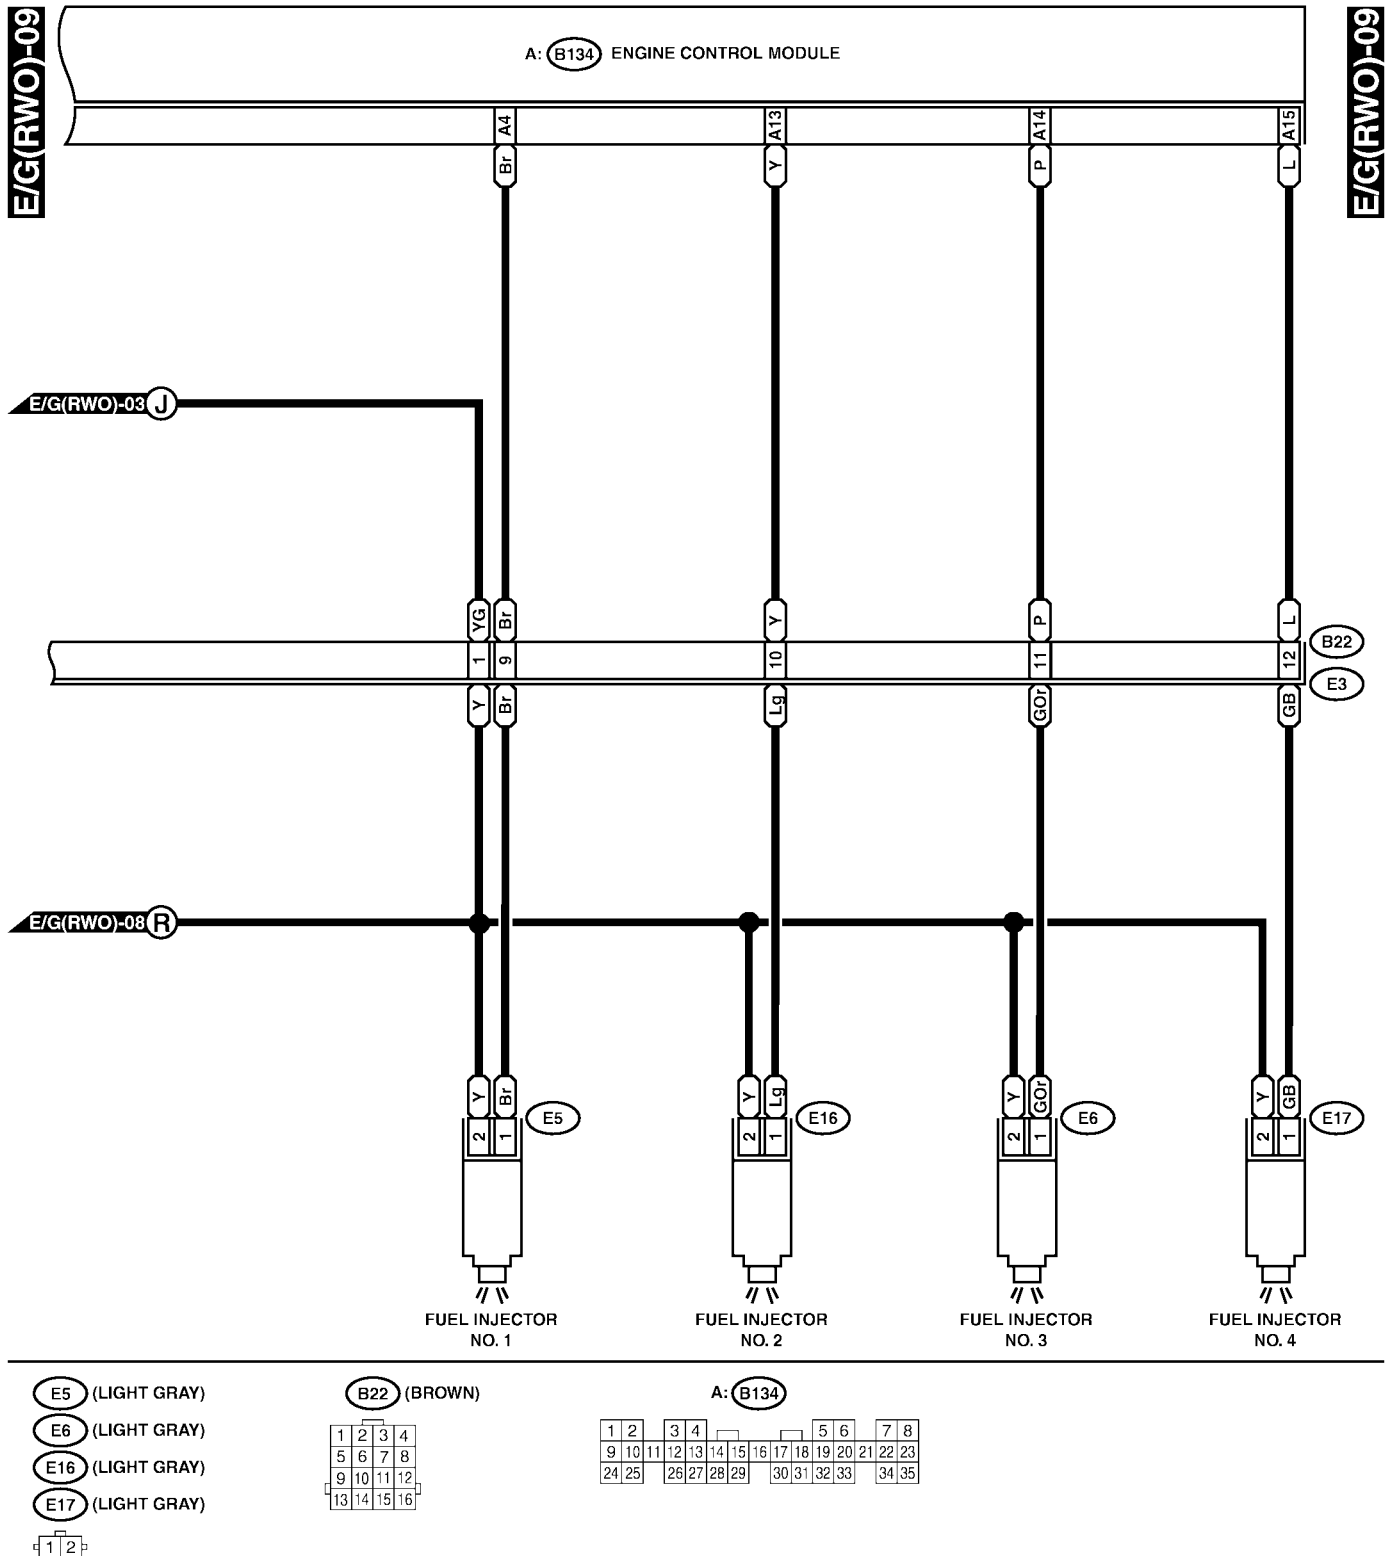 E/G(RWO)-09
E/G(RWO)-09
A: B134 ENGINE CONTROL MODULE
A4 A13 A14 A15
Br Y P L
E/G(RWO)-03 J
YG Br Y P L
1 9 10 11 12
B22
E3
Y Br Lg GOr GB
E/G(RWO)-08 R
Y Br Y Lg Y GOr Y GB
2 1 E5 2 1 E16 2 1 E6 2 1 E17
FUEL INJECTOR
NO. 1
FUEL INJECTOR
NO. 2
FUEL INJECTOR
NO. 3
FUEL INJECTOR
NO. 4
E5 (LIGHT GRAY)
E6 (LIGHT GRAY)
E16 (LIGHT GRAY)
E17 (LIGHT GRAY)
1 2
B22 (BROWN)
1 2 3 4
5 6 7 8
9 10 11 12
13 14 15 16
A: B134
1 2 3 4 5 6 7 8
9 10 11 12 13 14 15 16 17 18 19 20 21 22 23
24 25 26 27 28 29 30 31 32 33 34 35